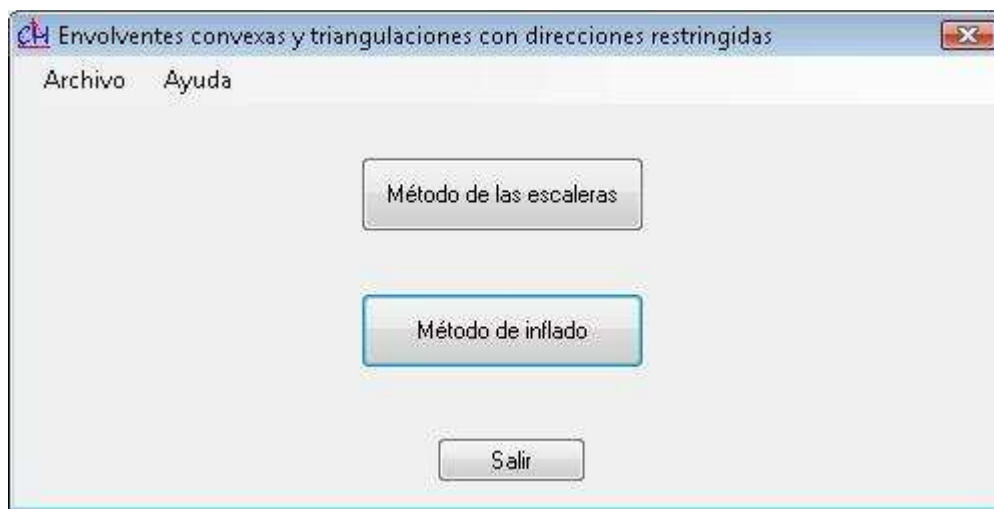 CH Envolventes convexas y triangulaciones con direcciones restringidas
Archivo Ayuda
Método de las escaleras
Método de inflado
Salir